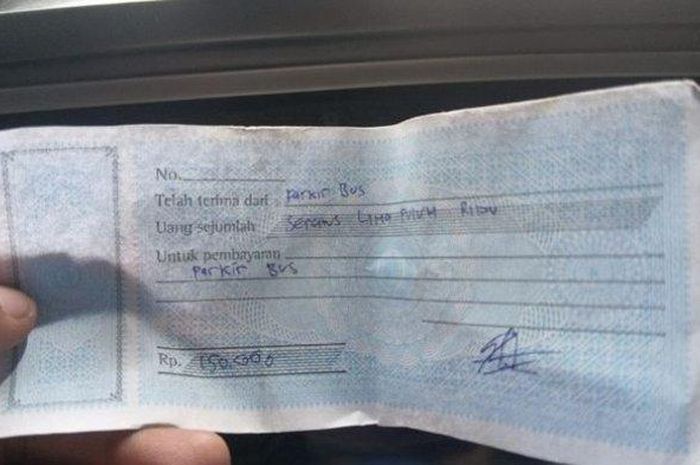 No.
Telah terima dari Parkir Bus
Uang sejumlah Seratus Lima Puluh Ribu
Untuk pembayaran
Parkir Bus
Rp. 150.000